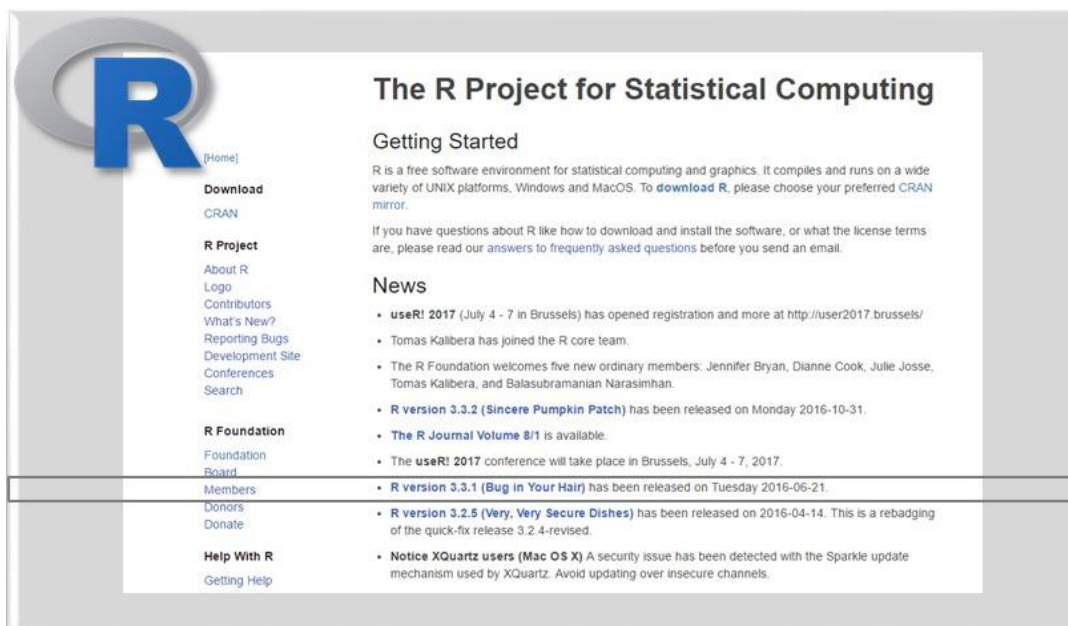 R
The R Project for Statistical Computing
[Home]
Download
CRAN
R Project
About R
Logo
Contributors
What's New?
Reporting Bugs
Development Site
Conferences
Search
R Foundation
Foundation
Board
Members
Donors
Donate
Help With R
Getting Help
Getting Started
R is a free software environment for statistical computing and graphics. It compiles and runs on a wide
variety of UNIX platforms, Windows and MacOS. To download R, please choose your preferred CRAN
mirror.
If you have questions about R like how to download and install the software, or what the license terms
are, please read our answers to frequently asked questions before you send an email.
News
• useR! 2017 (July 4 - 7 in Brussels) has opened registration and more at http://user2017.brussels/
• Tomas Kalibera has joined the R core team.
• The R Foundation welcomes five new ordinary members: Jennifer Bryan, Dianne Cook, Julie Josse,
Tomas Kalibera, and Balasubramanian Narasimhan.
• R version 3.3.2 (Sincere Pumpkin Patch) has been released on Monday 2016-10-31.
• The R Journal Volume 8/1 is available.
• The useR! 2017 conference will take place in Brussels, July 4 - 7, 2017.
• R version 3.3.1 (Bug in Your Hair) has been released on Tuesday 2016-06-21.
• R version 3.2.5 (Very, Very Secure Dishes) has been released on 2016-04-14. This is a rebadging
of the quick-fix release 3.2.4-revised.
• Notice XQuartz users (Mac OS X) A security issue has been detected with the Sparkle update
mechanism used by XQuartz. Avoid updating over insecure channels.